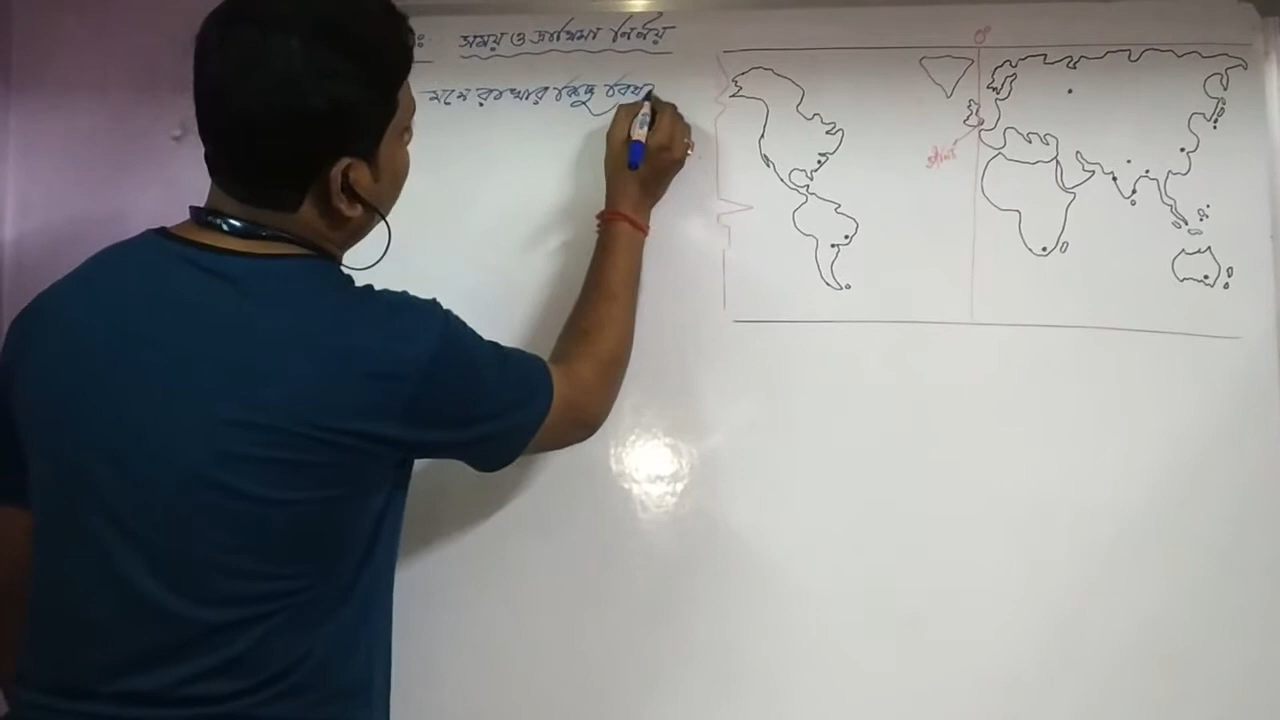 : সময় ও দ্রাঘিমা নির্ণয়
মনে রাখার কিছু বিষয়
0°